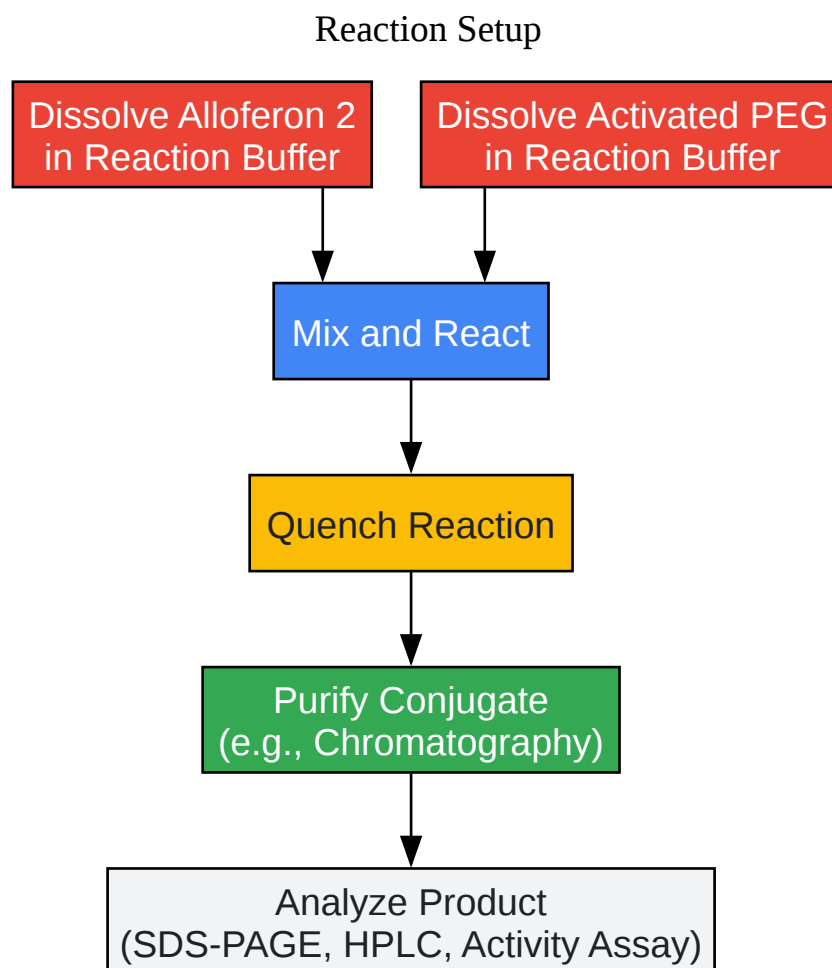 Reaction Setup
Dissolve Alloferon 2
in Reaction Buffer
Dissolve Activated PEG
in Reaction Buffer
Mix and React
Quench Reaction
Purify Conjugate
(e.g., Chromatography)
Analyze Product
(SDS-PAGE, HPLC, Activity Assay)